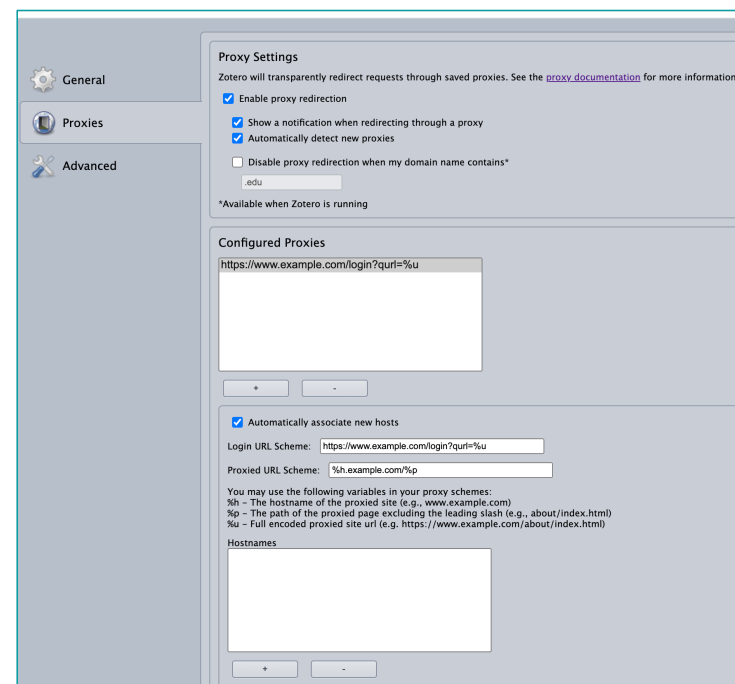 Proxy Settings
General
Zotero will transparently redirect requests through saved proxies. See the proxy documentation for more information
Enable proxy redirection
Proxies
Show a notification when redirecting through a proxy
Automatically detect new proxies
Advanced
Disable proxy redirection when my domain name contains*
.edu
*Available when Zotero is running
Configured Proxies
https://www.example.com/login?qurl=%u
+ -
Automatically associate new hosts
Login URL Scheme: https://www.example.com/login?qurl=%u
Proxied URL Scheme: %h.example.com/%p
You may use the following variables in your proxy schemes:
%h – The hostname of the proxied site (e.g., www.example.com)
%p – The path of the proxied page excluding the leading slash (e.g., about/index.html)
%u – Full encoded proxied site url (e.g. https://www.example.com/about/index.html)
Hostnames
+ -